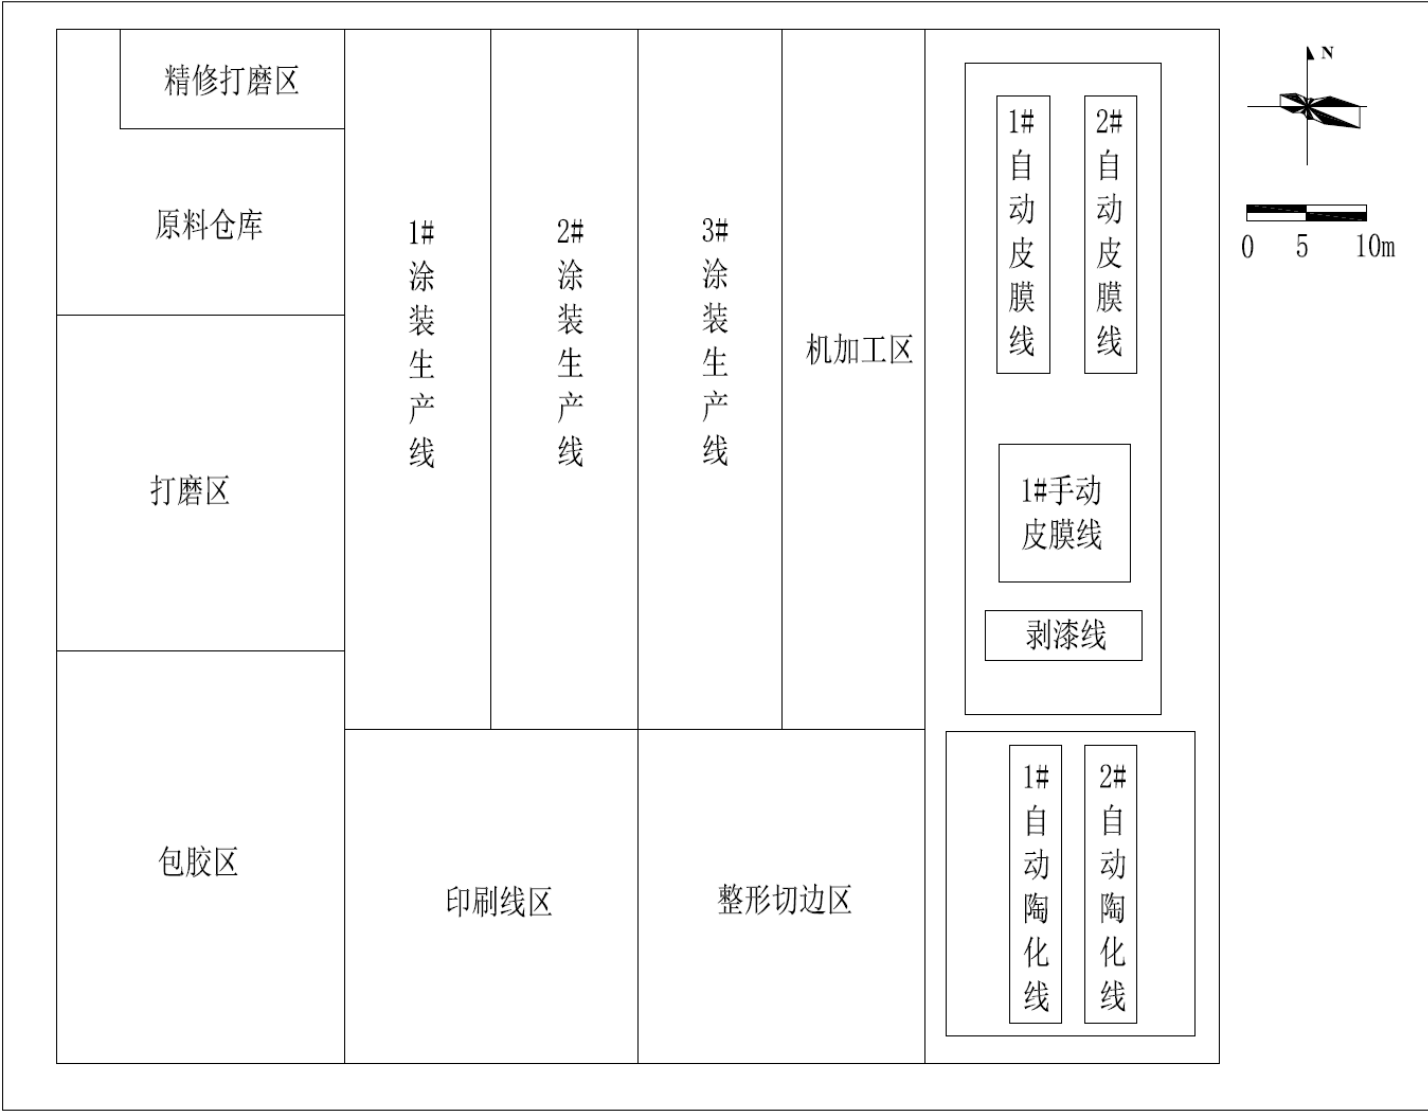 精修打磨区
原料仓库
打磨区
包胶区
1#涂装生产线
2#涂装生产线
3#涂装生产线
机加工区
印刷线区
整形切边区
1#自动皮膜线
2#自动皮膜线
1#手动
皮膜线
剥漆线
1#自动陶化线
2#自动陶化线
N
0 5 10m